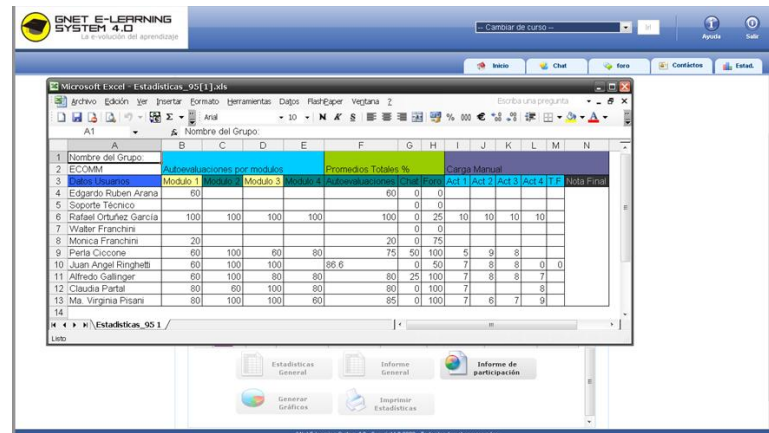 GNET E-LEARNING
SYSTEM 4.0
La e-volución del aprendizaje
-- Cambiar de curso --
Ayuda
Salir
Inicio
Chat
foro
Contáctos
Estad.
Microsoft Excel - Estadisticas_95[1].xls
Archivo Edición Ver Insertar Formato Herramientas Datos FlashPaper Ventana ?
Escriba una pregunta
Arial 10 N K S % 000 €
A1 Nombre del Grupo:
A B C D E F G H I J K L M N
1 Nombre del Grupo:
2 ECOMM Autoevaluaciones por modulos Promedios Totales % Carga Manual
3 Datos Usuarios Modulo 1 Modulo 2 Modulo 3 Modulo 4 Autoevaluaciones Chat Foro Act 1 Act 2 Act 3 Act 4 T.F Nota Final
4 Edgardo Ruben Arana 60 60 0 0
5 Soporte Técnico 0 0
6 Rafael Ortuñez García 100 100 100 100 100 0 25 10 10 10 10
7 Walter Franchini 0 0
8 Monica Franchini 20 20 0 75
9 Perla Ciccone 60 100 60 80 75 50 100 5 9 8
10 Juan Angel Ringhetti 60 100 100 86.6 0 50 7 8 8 0 0
11 Alfredo Gallinger 60 100 80 80 80 25 100 7 8 8 7
12 Claudia Partal 80 60 100 80 80 0 100 7 8
13 Ma. Virginia Pisani 80 100 100 60 85 0 100 7 6 7 9
14
Estadisticas_95 1
Listo
Estadisticas
General
Informe
General
Informe de
participación
Generar
Gráficos
Imprimir
Estadísticas